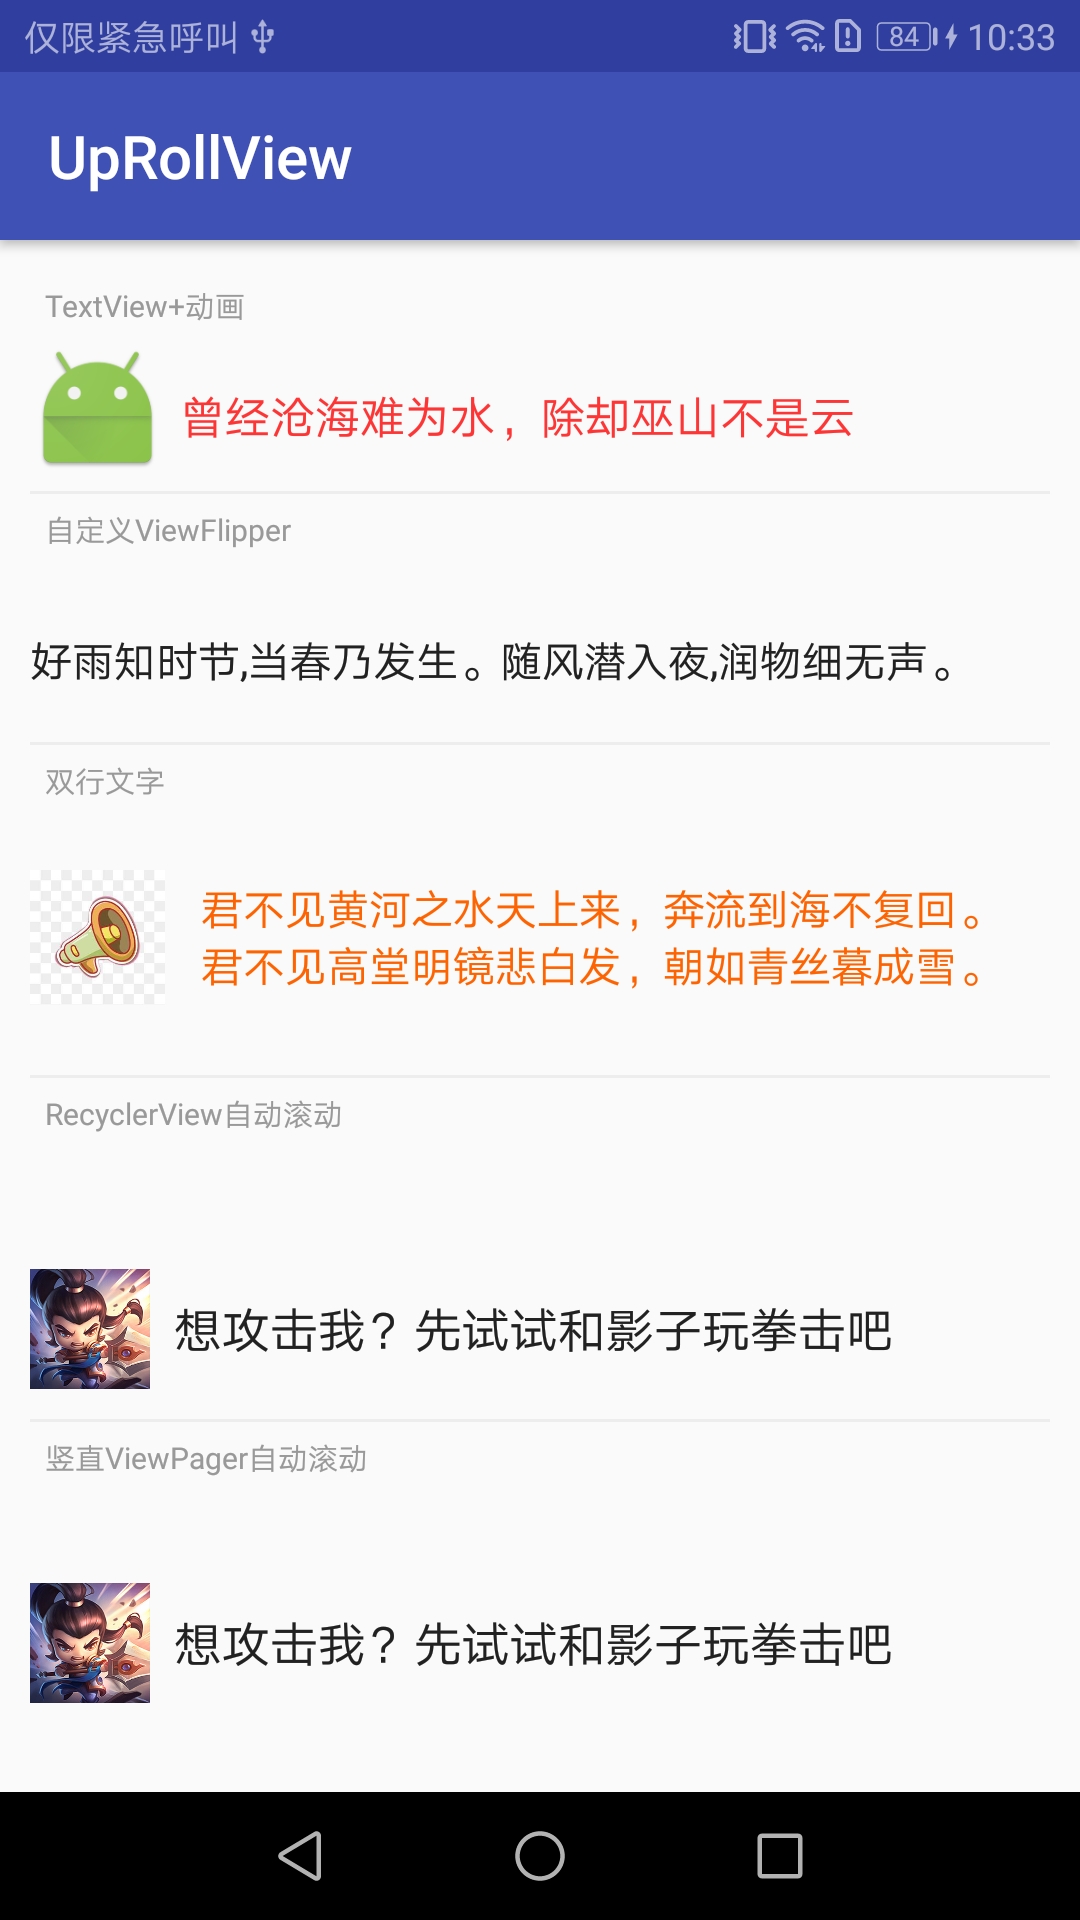 仅限紧急呼叫 84 10:33
UpRollView
TextView+动画
曾经沧海难为水，除却巫山不是云
自定义ViewFlipper
好雨知时节,当春乃发生。随风潜入夜,润物细无声。
双行文字
君不见黄河之水天上来，奔流到海不复回。
君不见高堂明镜悲白发，朝如青丝暮成雪。
RecyclerView自动滚动
想攻击我？先试试和影子玩拳击吧
竖直ViewPager自动滚动
想攻击我？先试试和影子玩拳击吧